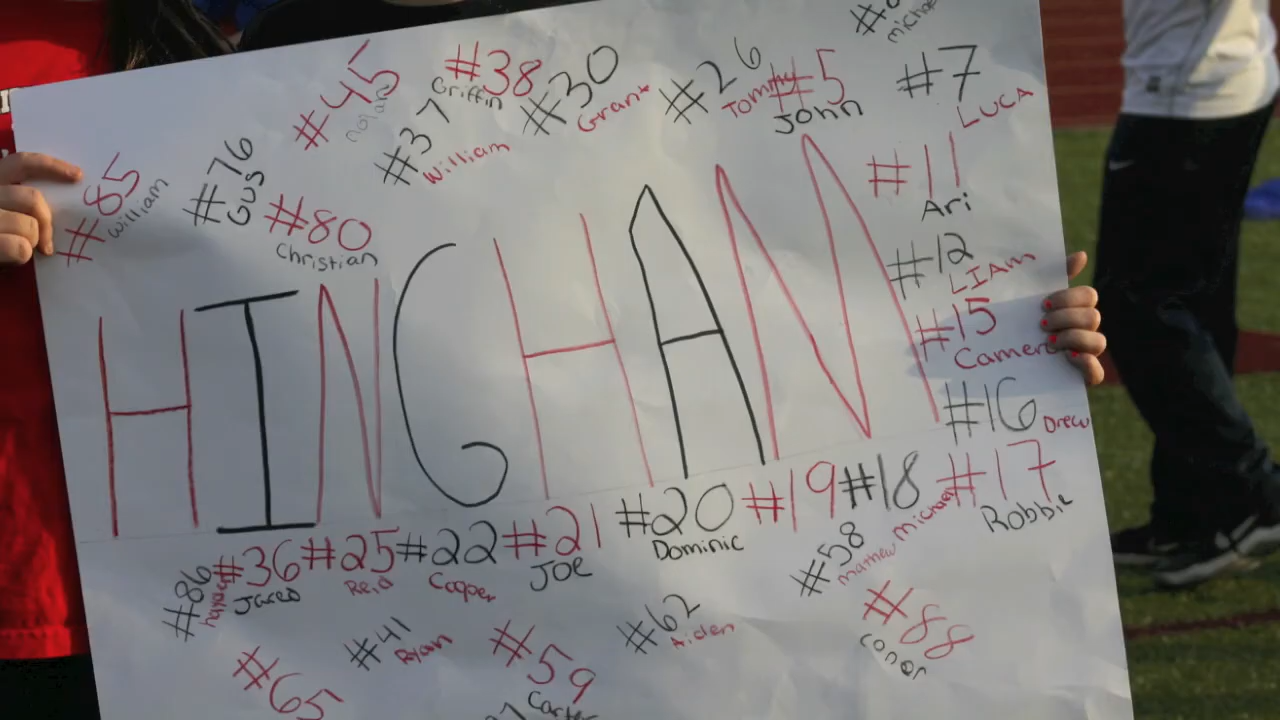 #45
#38 Griffin
#30 Grant
#26 Tommy
#5 John
michael
#7 LUCA
#37 William
#76 Gus
#85 William
#80 Christian
#11 Ari
#12 LIAm
#15
#16 Drew
HINGHAM
#17 Robbie
#18 michael
#19
#20 Dominic
#21 JOE
#22 Cooper
#25 Reid
#36 Jared
#86
#58 mathew
#41 Ryan
#59 Carter
#62 Aiden
#88 conor
#65